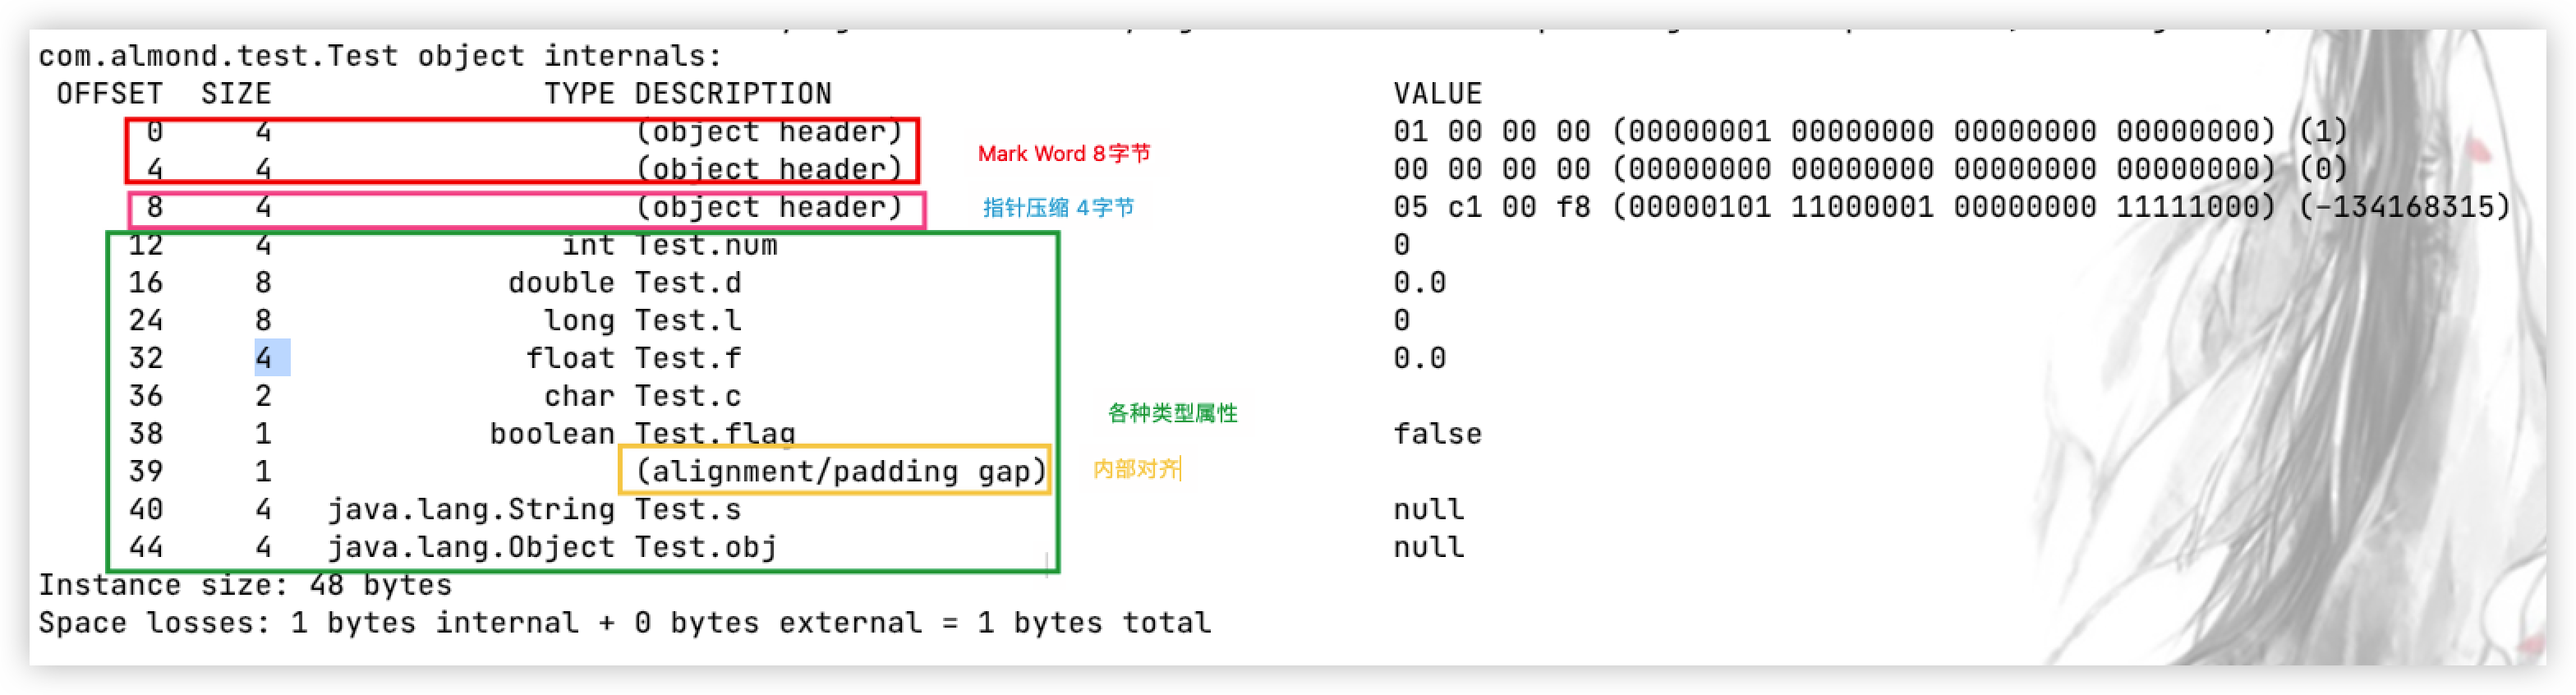 com.almond.test.Test object internals:
OFFSET SIZE TYPE DESCRIPTION VALUE
0 4 (object header) 01 00 00 00 (00000001 00000000 00000000 00000000) (1)
Mark Word 8字节
4 4 (object header) 00 00 00 00 (00000000 00000000 00000000 00000000) (0)
8 4 (object header) 指针压缩 4字节 05 c1 00 f8 (00000101 11000001 00000000 11111000) (-134168315)
12 4 int Test.num 0
16 8 double Test.d 0.0
24 8 long Test.l 0
32 4 float Test.f 0.0
36 2 char Test.c
各种类型属性
38 1 boolean Test.flag false
39 1 (alignment/padding gap) 内部对齐
40 4 java.lang.String Test.s null
44 4 java.lang.Object Test.obj null
Instance size: 48 bytes
Space losses: 1 bytes internal + 0 bytes external = 1 bytes total